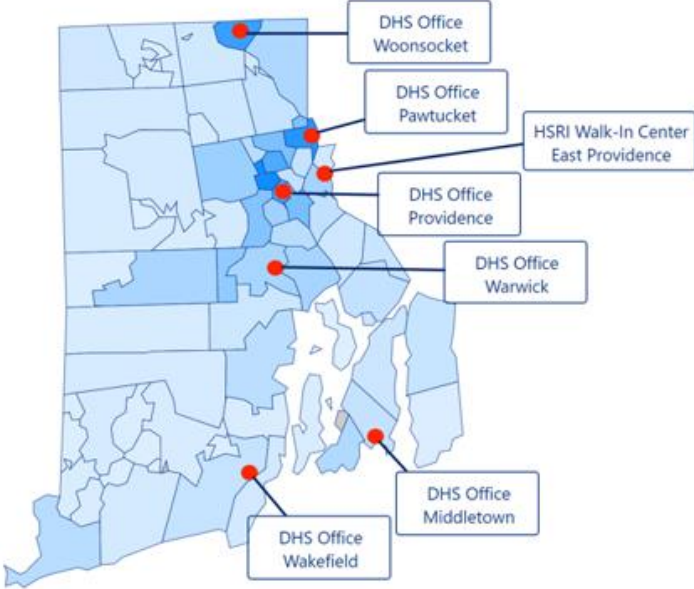 DHS Office
Woonsocket
DHS Office
Pawtucket
HSRI Walk-In Center
East Providence
DHS Office
Providence
DHS Office
Warwick
DHS Office
Middletown
DHS Office
Wakefield